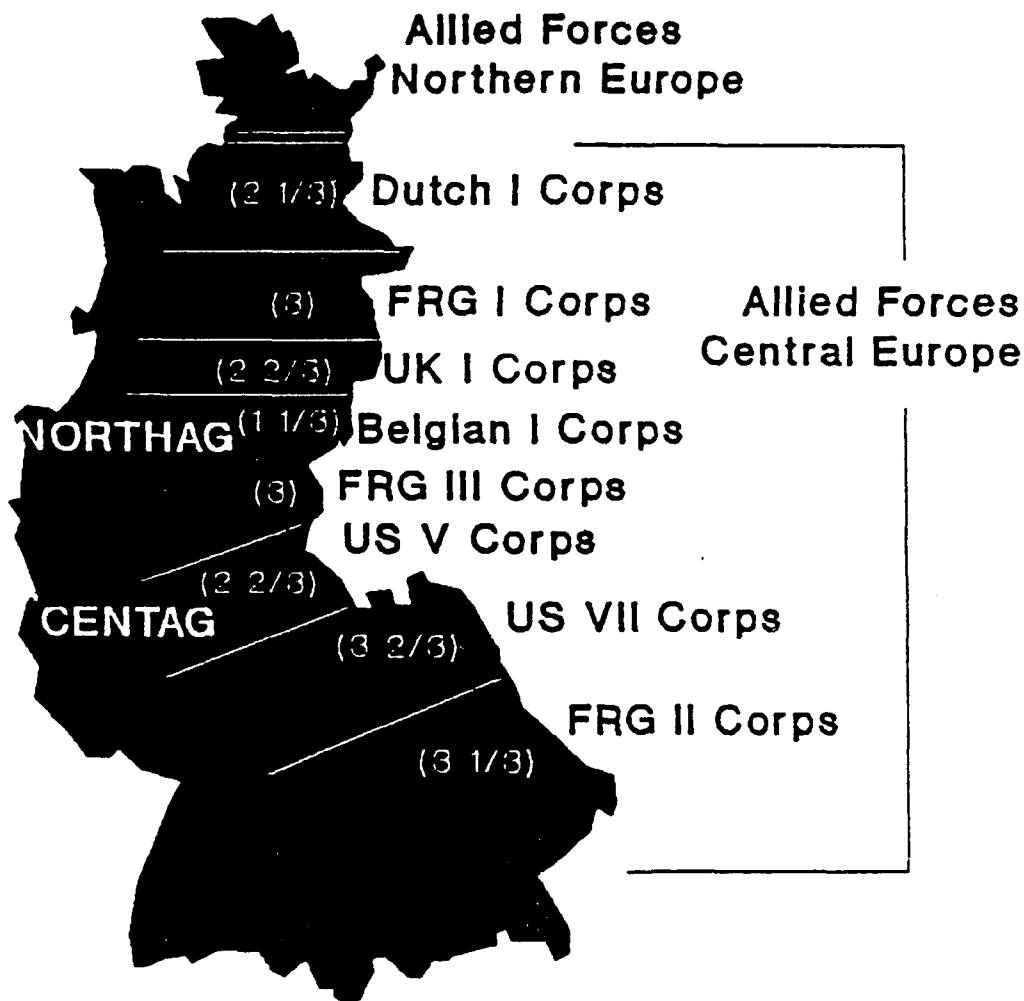 Allied Forces
Northern Europe
(2 1/3) Dutch I Corps
(3) FRG I Corps
Allied Forces
Central Europe
(2 2/3) UK I Corps
NORTHAG (1 1/3) Belgian I Corps
(3) FRG III Corps
US V Corps
(2 2/3)
CENTAG
US VII Corps
(3 2/3)
FRG II Corps
(3 1/3)